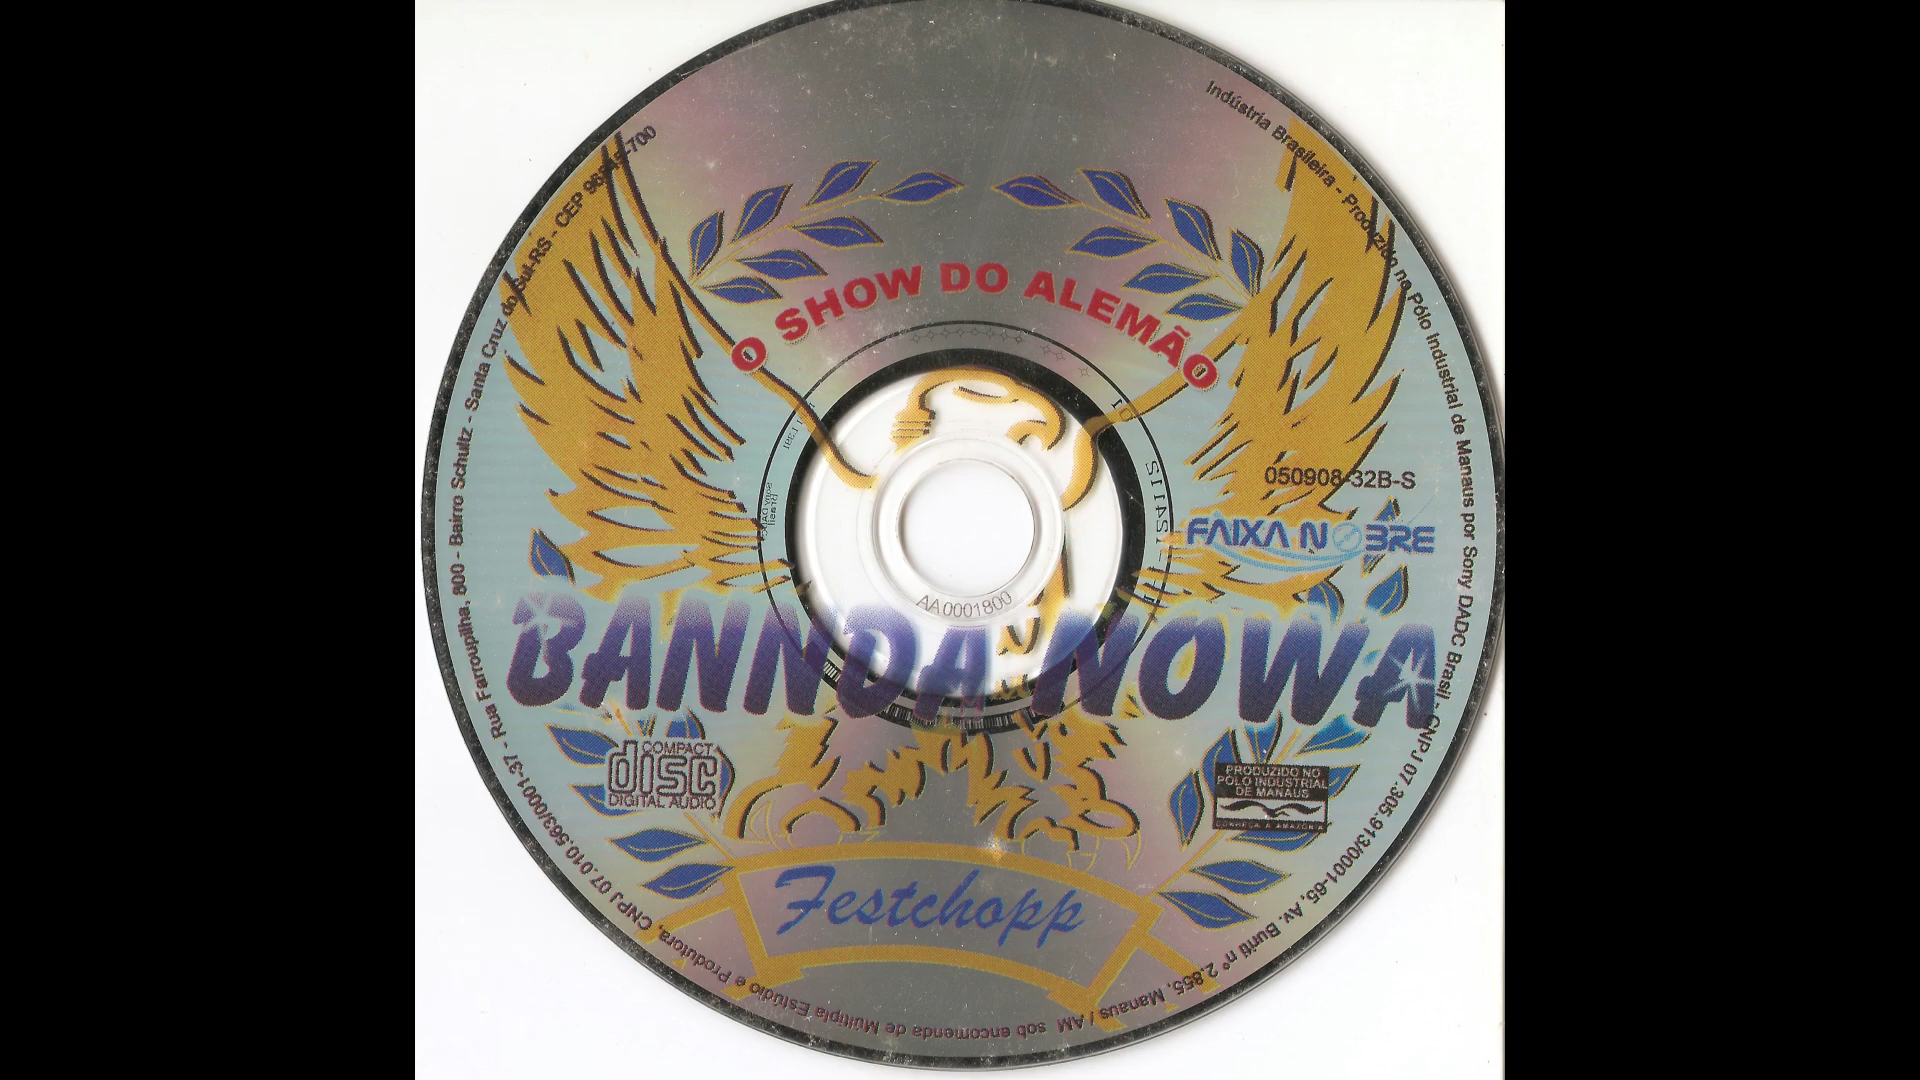 O SHOW DO ALEMÃO
050908-32B-S
FAIXA NOBRE
AA0001800
BANNDA NOWA
COMPACT
disc
DIGITAL AUDIO
PRODUZIDO NO
PÓLO INDUSTRIAL
DE MANAUS
CONHEÇA A AMAZÔNIA
Festchopp
Indústria Brasileira - Produzido no Pólo Industrial de Manaus por Sony DADC Brasil - CNPJ 07.305.913/0001-65, Av. Buriti nº 2.855, Manaus / AM sob encomenda de Múltipla Estúdio e Produtora, CNPJ 07.010.563/0001-37 - Rua Farroupilha, 800 - Bairro Schultz - Santa Cruz do Sul-RS - CEP